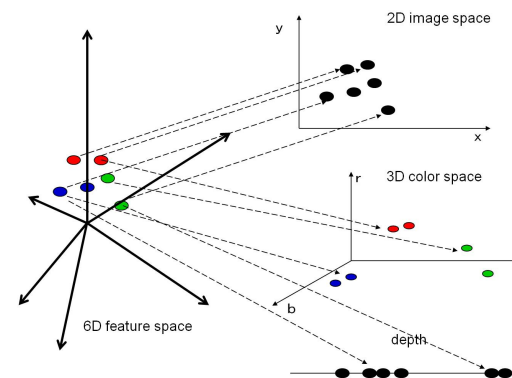 2D image space
y
x
3D color space
r
b
6D feature space
depth